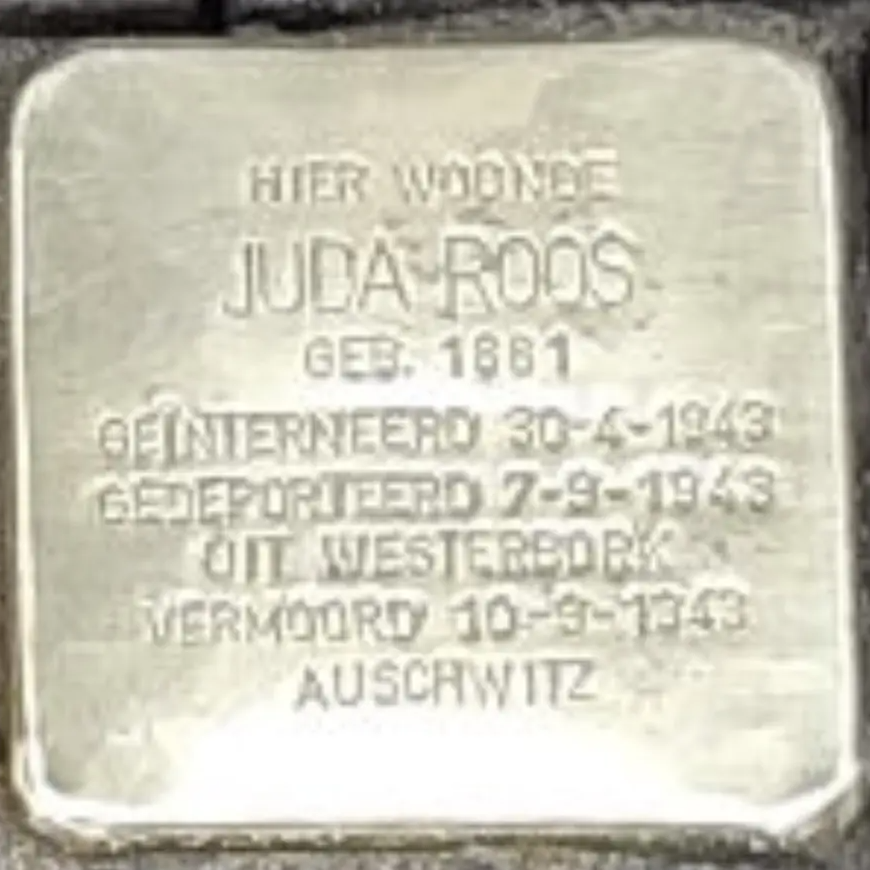 HIER WOONDE
JUDA ROOS
GEB. 1881
GEÏNTERNEERD 30-4-1943
GEDEPORTEERD 7-9-1943
UIT WESTERBORK
VERMOORD 10-9-1943
AUSCHWITZ